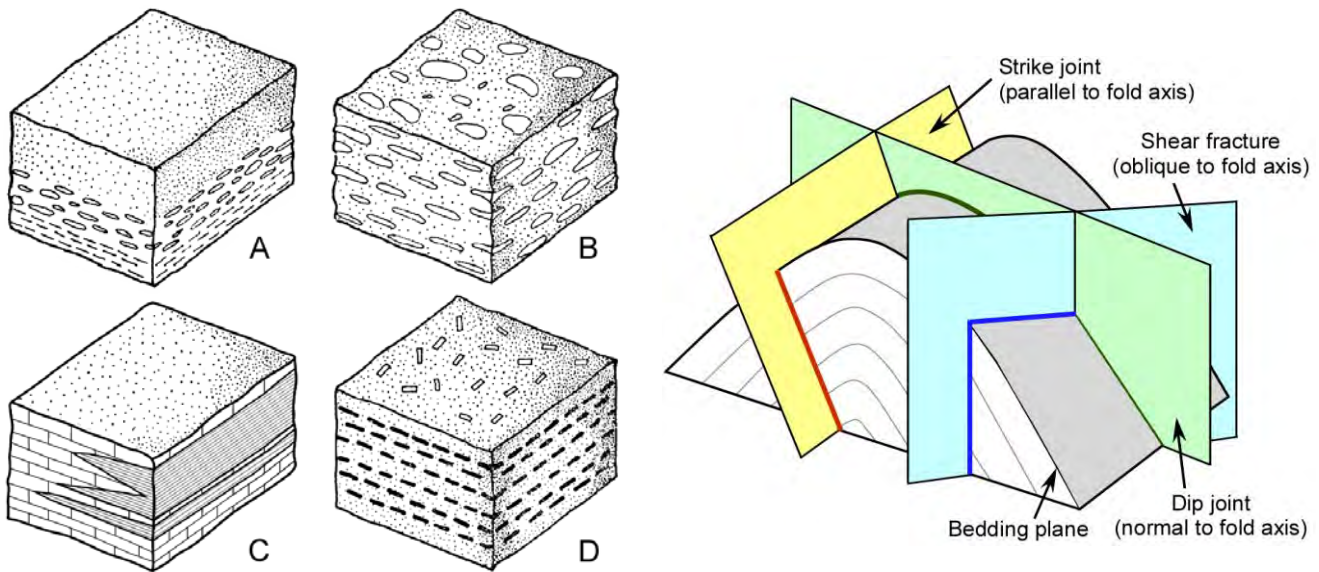 A
B
C
D
Strike joint
(parallel to fold axis)
Shear fracture
(oblique to fold axis)
Bedding plane
Dip joint
(normal to fold axis)